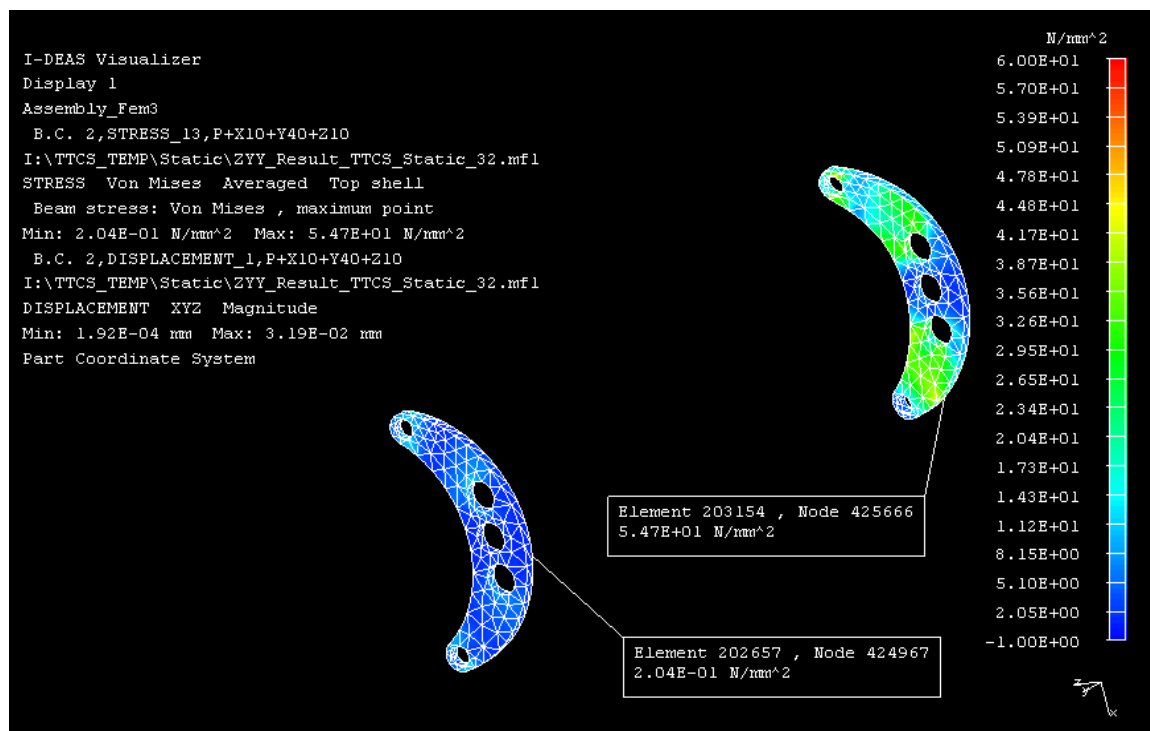 I-DEAS Visualizer
Display 1
Assembly_Fem3
B.C. 2,STRESS_13,P+X10+Y40+Z10
I:\TTCS_TEMP\Static\ZYY_Result_TTCS_Static_32.mf1
STRESS Von Mises Averaged Top shell
Beam stress: Von Mises , maximum point
Min: 2.04E-01 N/mm^2 Max: 5.47E+01 N/mm^2
B.C. 2,DISPLACEMENT_1,P+X10+Y40+Z10
I:\TTCS_TEMP\Static\ZYY_Result_TTCS_Static_32.mf1
DISPLACEMENT XYZ Magnitude
Min: 1.92E-04 mm Max: 3.19E-02 mm
Part Coordinate System
N/mm^2
6.00E+01
5.70E+01
5.39E+01
5.09E+01
4.78E+01
4.48E+01
4.17E+01
3.87E+01
3.56E+01
3.26E+01
2.95E+01
2.65E+01
2.34E+01
2.04E+01
1.73E+01
1.43E+01
1.12E+01
8.15E+00
5.10E+00
2.05E+00
-1.00E+00
Element 203154 , Node 425666
5.47E+01 N/mm^2
Element 202657 , Node 424967
2.04E-01 N/mm^2
Z
Y
X